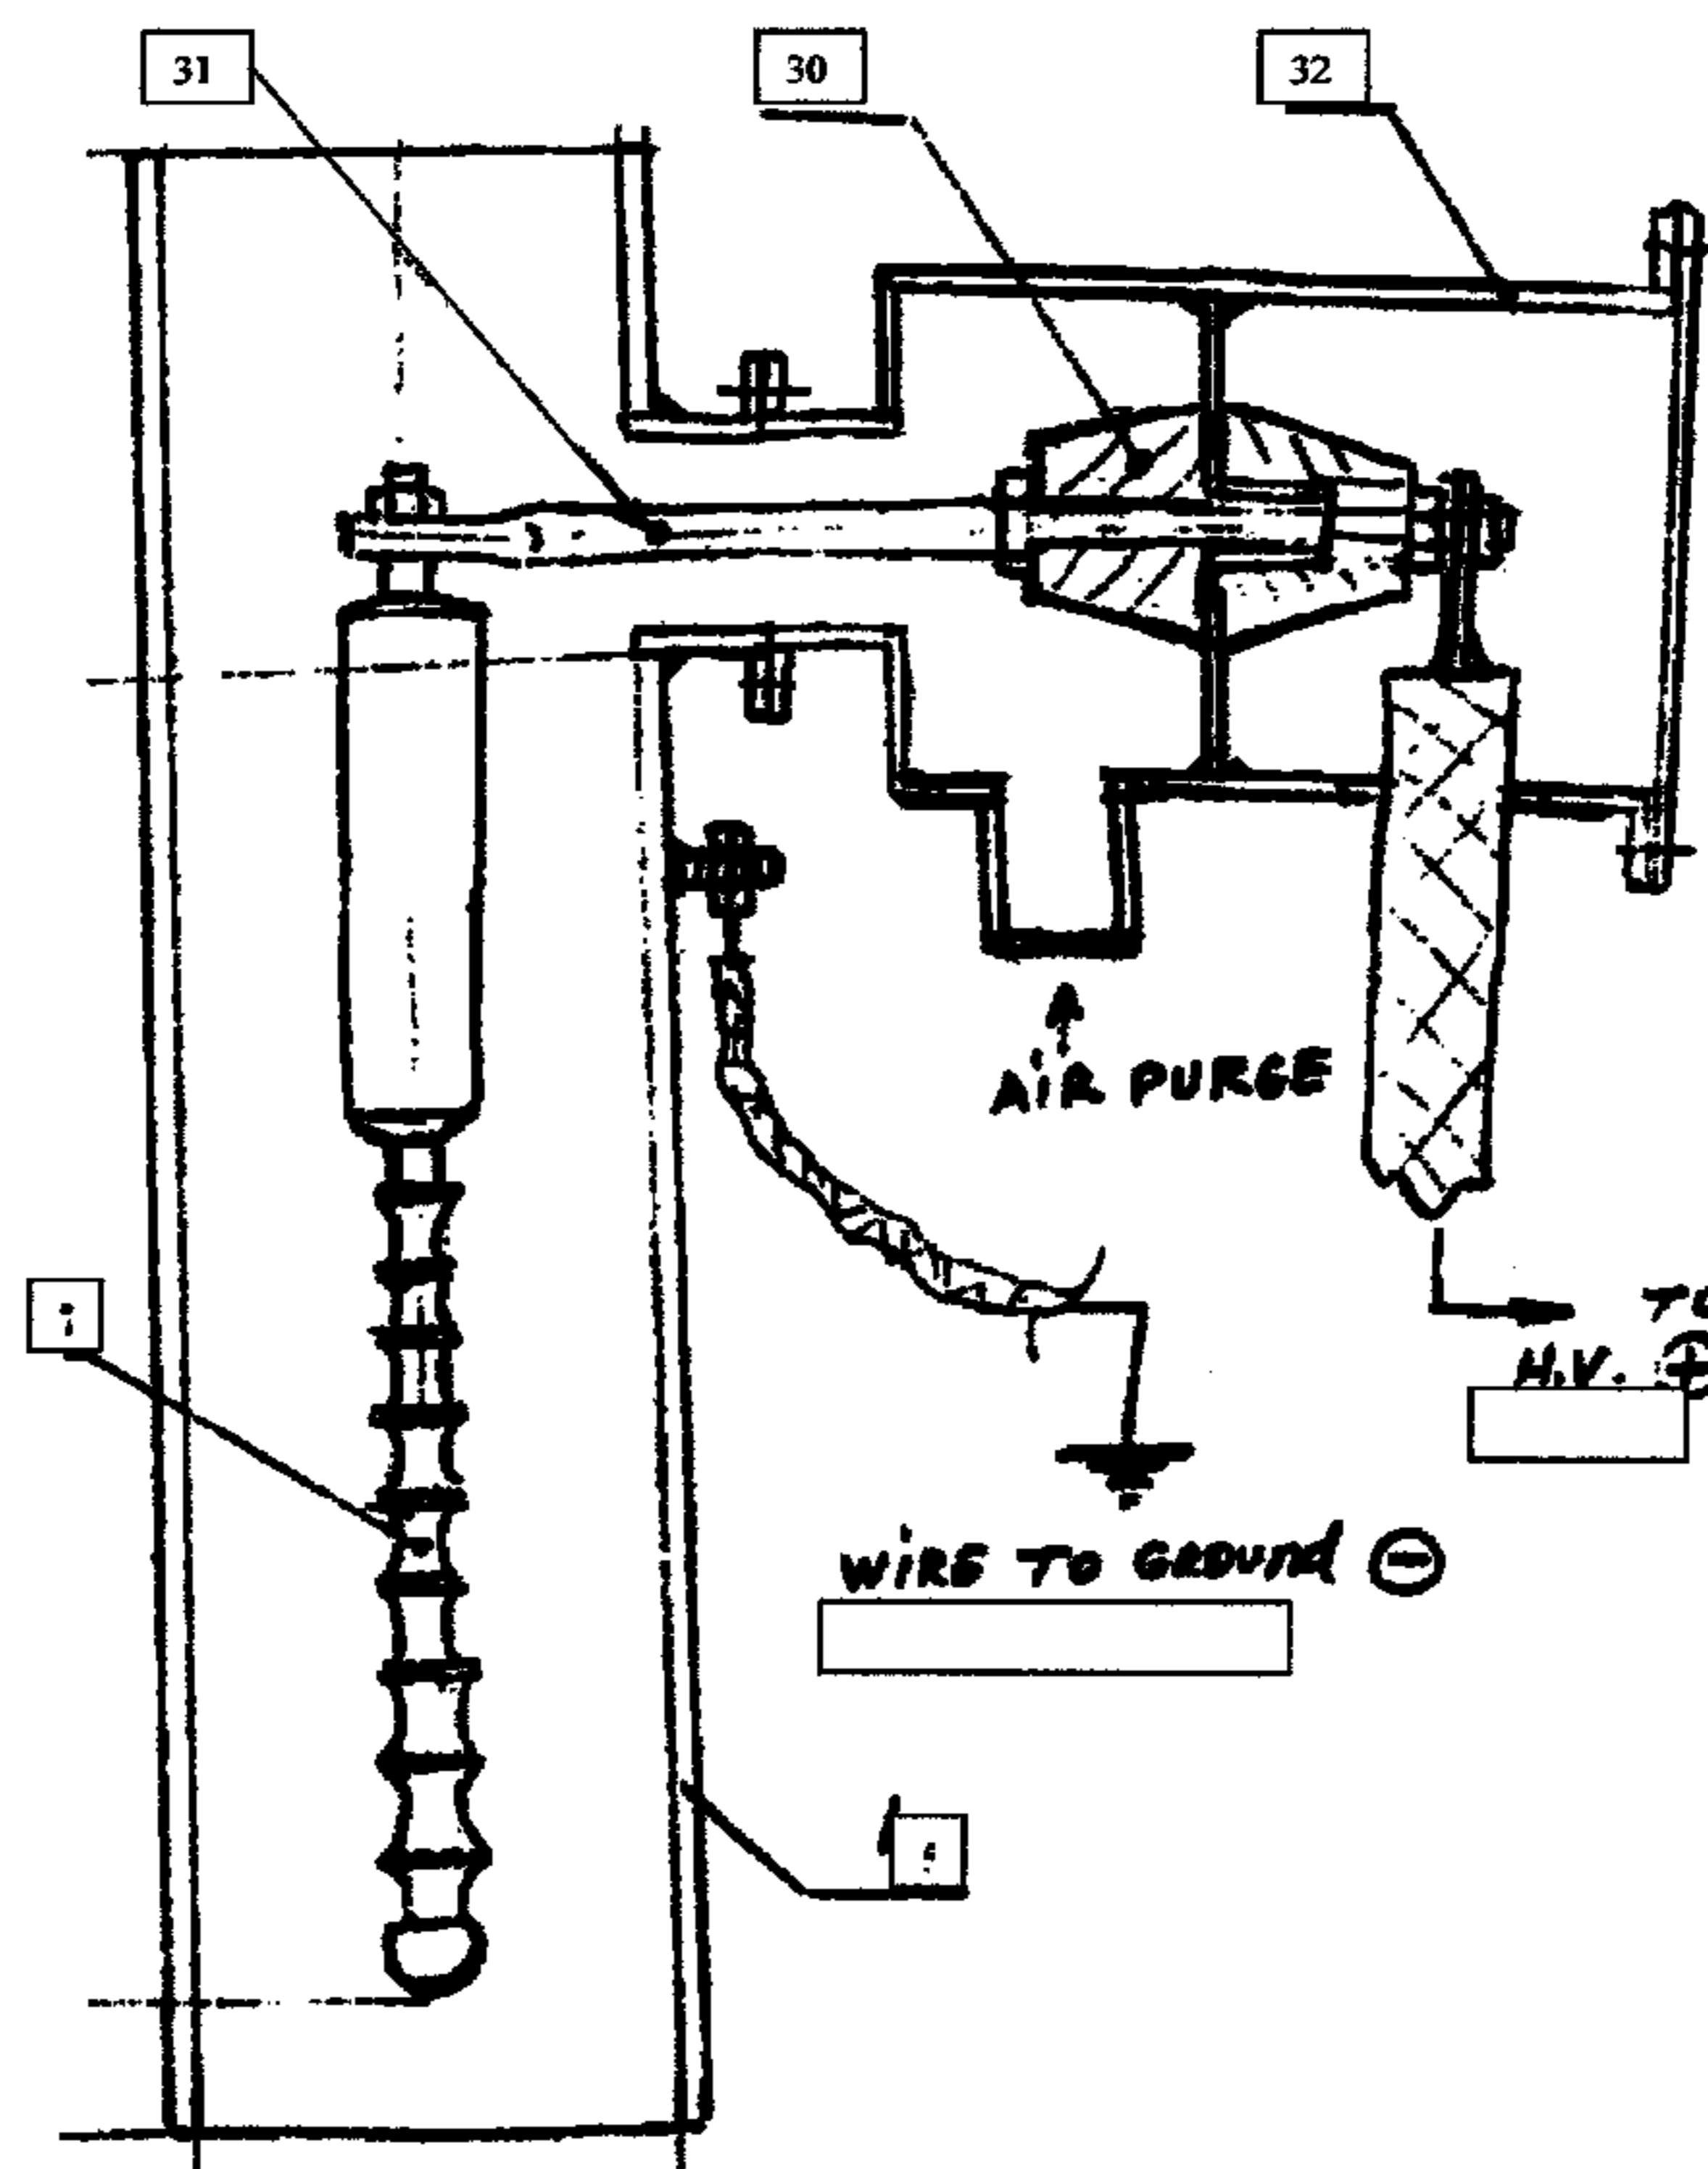 31
30
32
AiR PURGE
H.V. ⊕
WiRE TO GROUNd ⊖